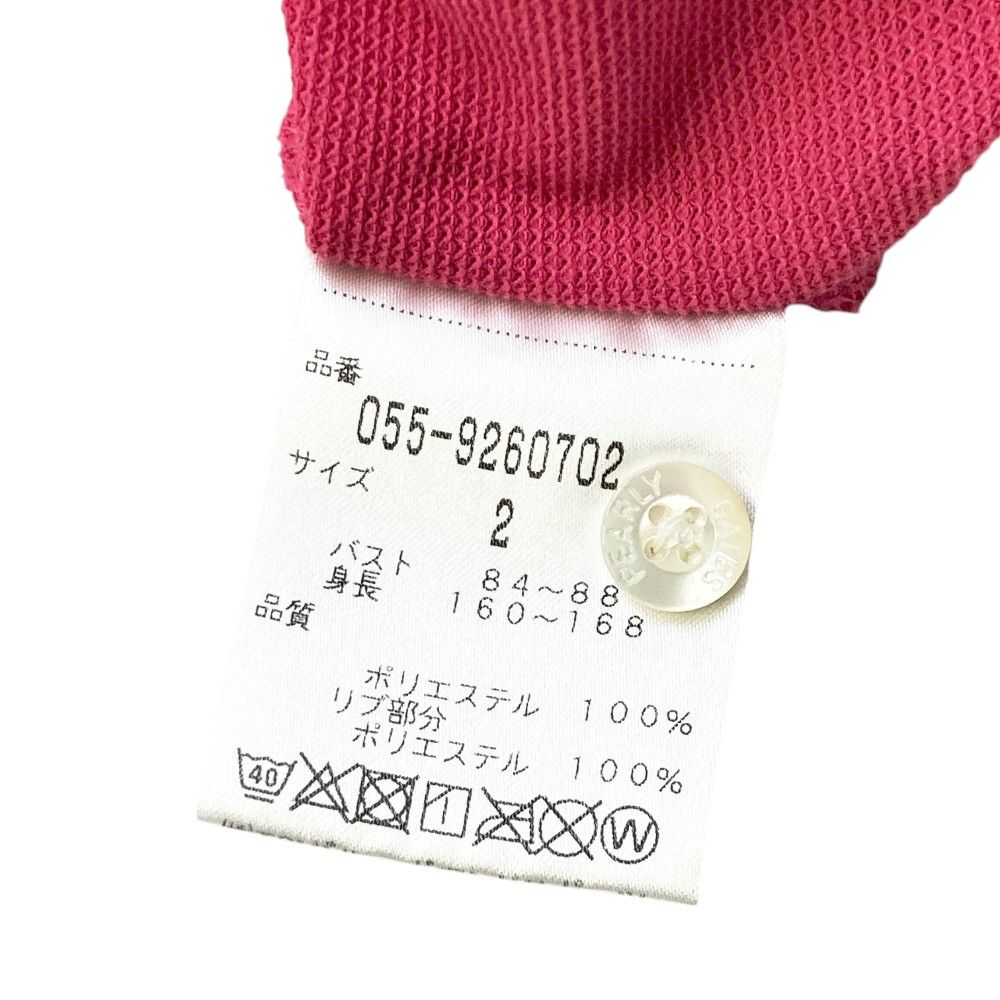 品番
055-9260702
サイズ
2
PEARLY
GATES
バスト 84~88
身長 160~168
品質
ポリエステル 100%
リブ部分
ポリエステル 100%
40
1
W